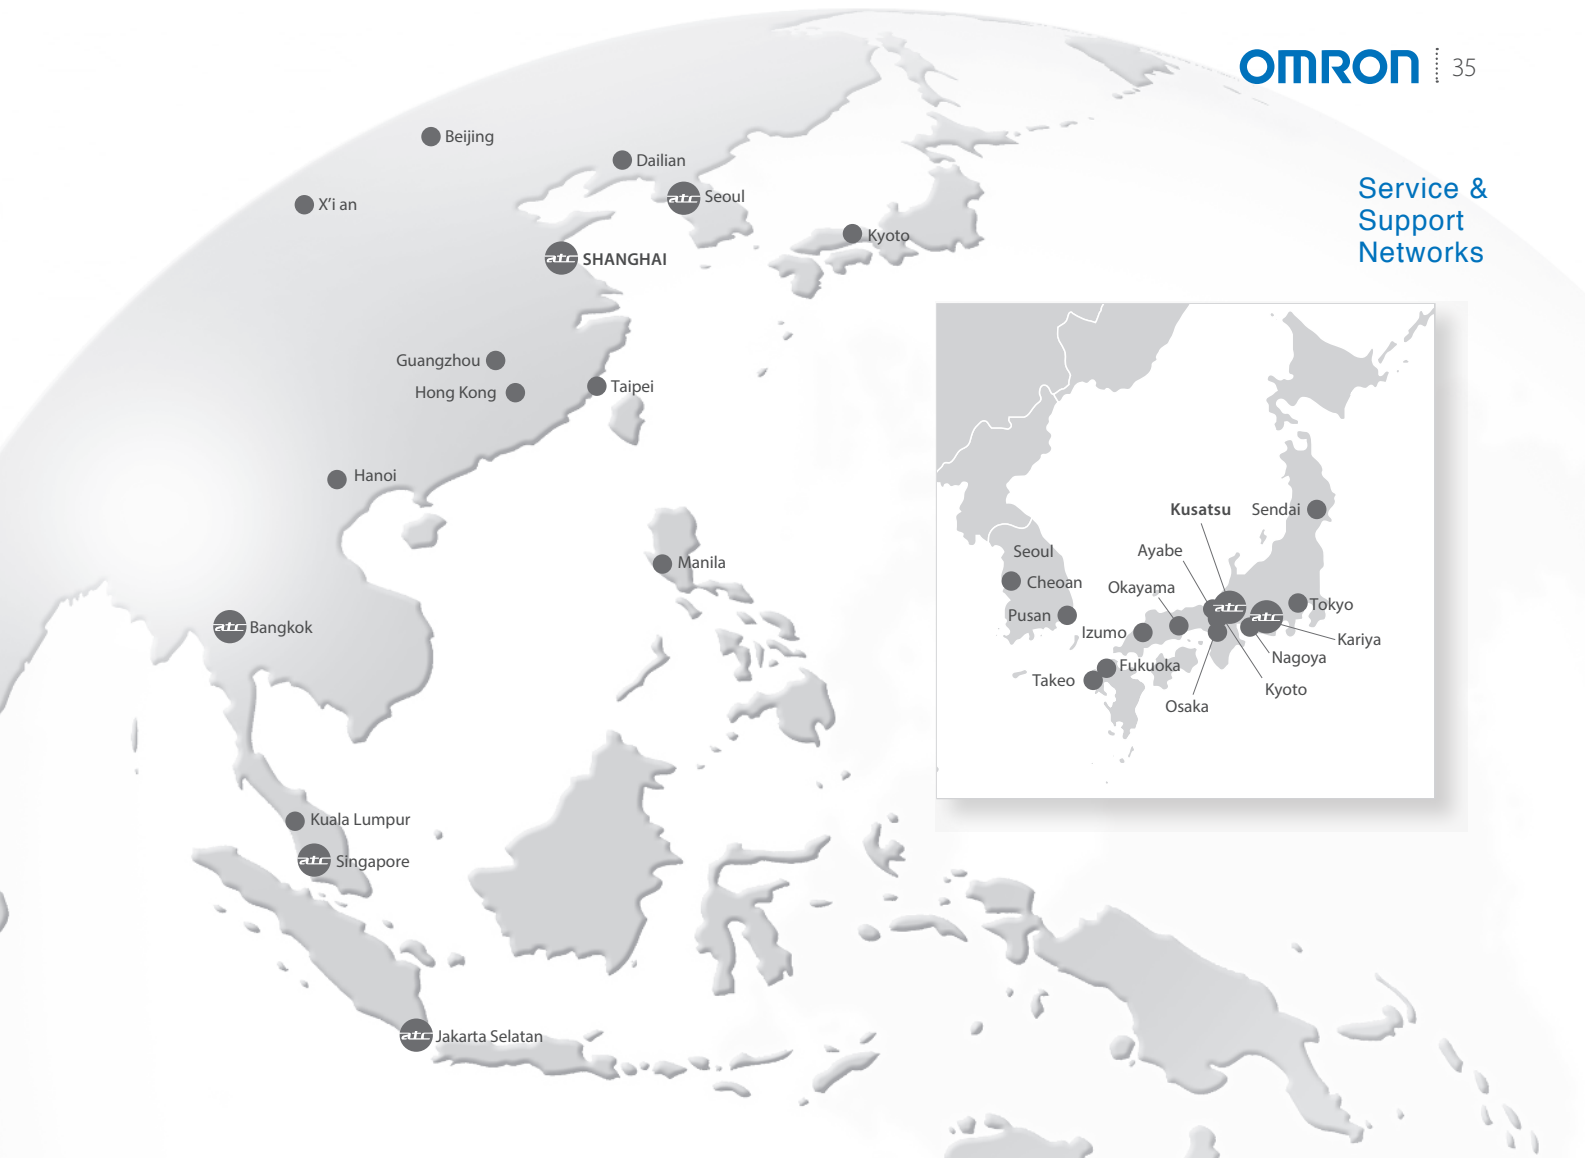 OMRON 35
Service &
Support
Networks
Beijing
Dailian
X'i an
atc Seoul
Kyoto
atc SHANGHAI
Guangzhou
Hong Kong
Taipei
Hanoi
Manila
atc Bangkok
Kuala Lumpur
atc Singapore
atc Jakarta Selatan
Kusatsu
Sendai
Ayabe
Seoul
Cheoan
Okayama
Pusan
atc
atc
Tokyo
Izumo
Kariya
Nagoya
Fukuoka
Takeo
Kyoto
Osaka